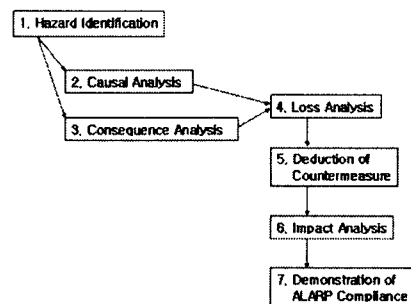 1. Hazard Identification
2. Causal Analysis
3. Consequence Analysis
4. Loss Analysis
5. Deduction of
Countermeasure
6. Impact Analysis
7. Demonstration of
ALARP Compliance